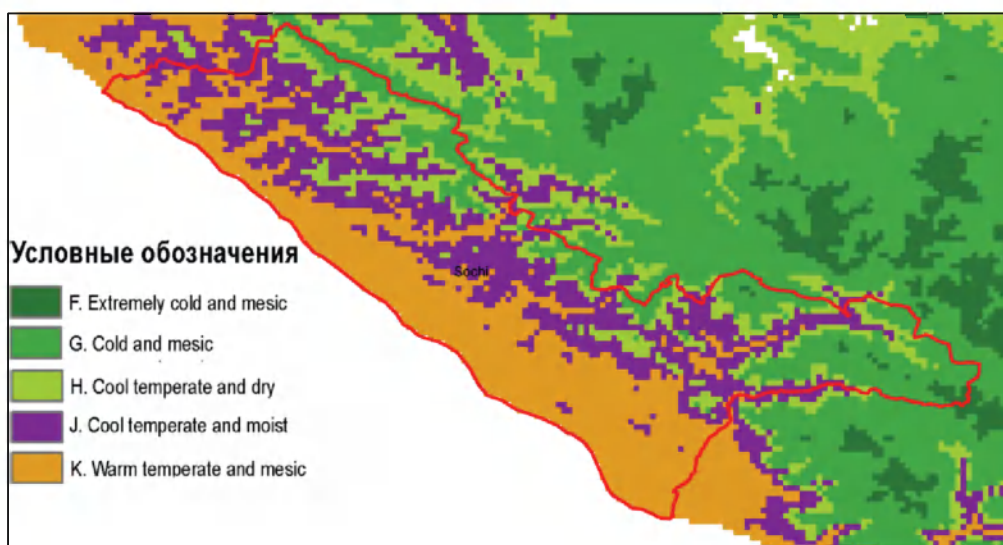 Sochi
Условные обозначения
F. Extremely cold and mesic
G. Cold and mesic
H. Cool temperate and dry
J. Cool temperate and moist
K. Warm temperate and mesic